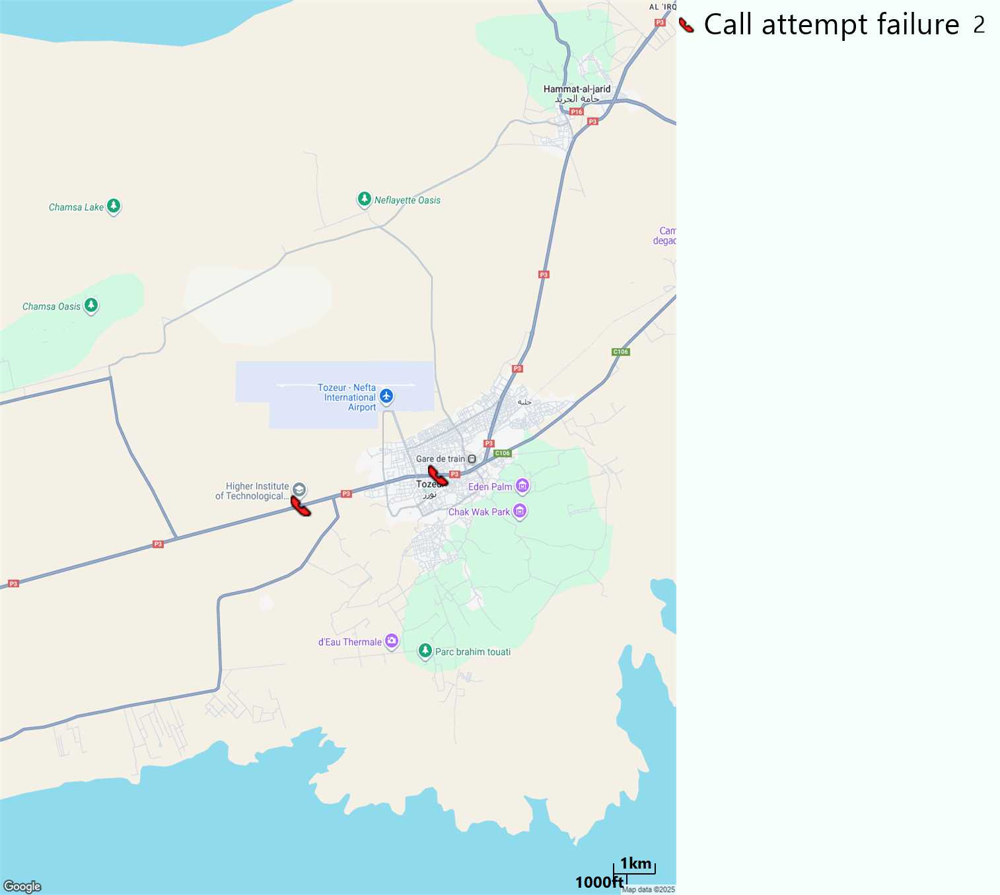 AL 'IRQ
P3
Call attempt failure 2
Hammat-al-jarid
حامة الجريد
P16
P3
Neflayette Oasis
Chamsa Lake
Cam
degac
P3
Chamsa Oasis
C106
P3
Tozeur - Nefta
International
Airport
حلبة
P3
C106
Gare de train
P3
Tozeur
توزر
Eden Palm
Higher Institute
of Technological...
P3
Chak Wak Park
P3
P3
d'Eau Thermale
Parc brahim touati
1km
1000ft
Google
Map data ©2025